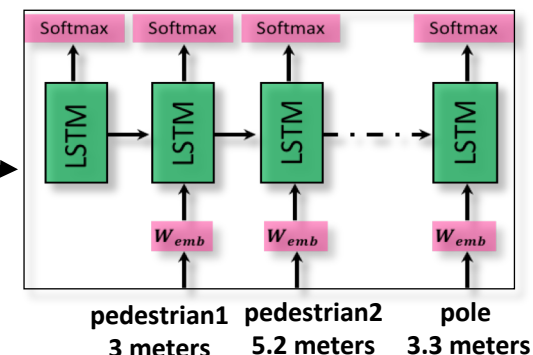 Softmax Softmax Softmax Softmax
LSTM LSTM LSTM LSTM
W_emb W_emb W_emb
pedestrian1 pedestrian2 pole
3 meters 5.2 meters 3.3 meters